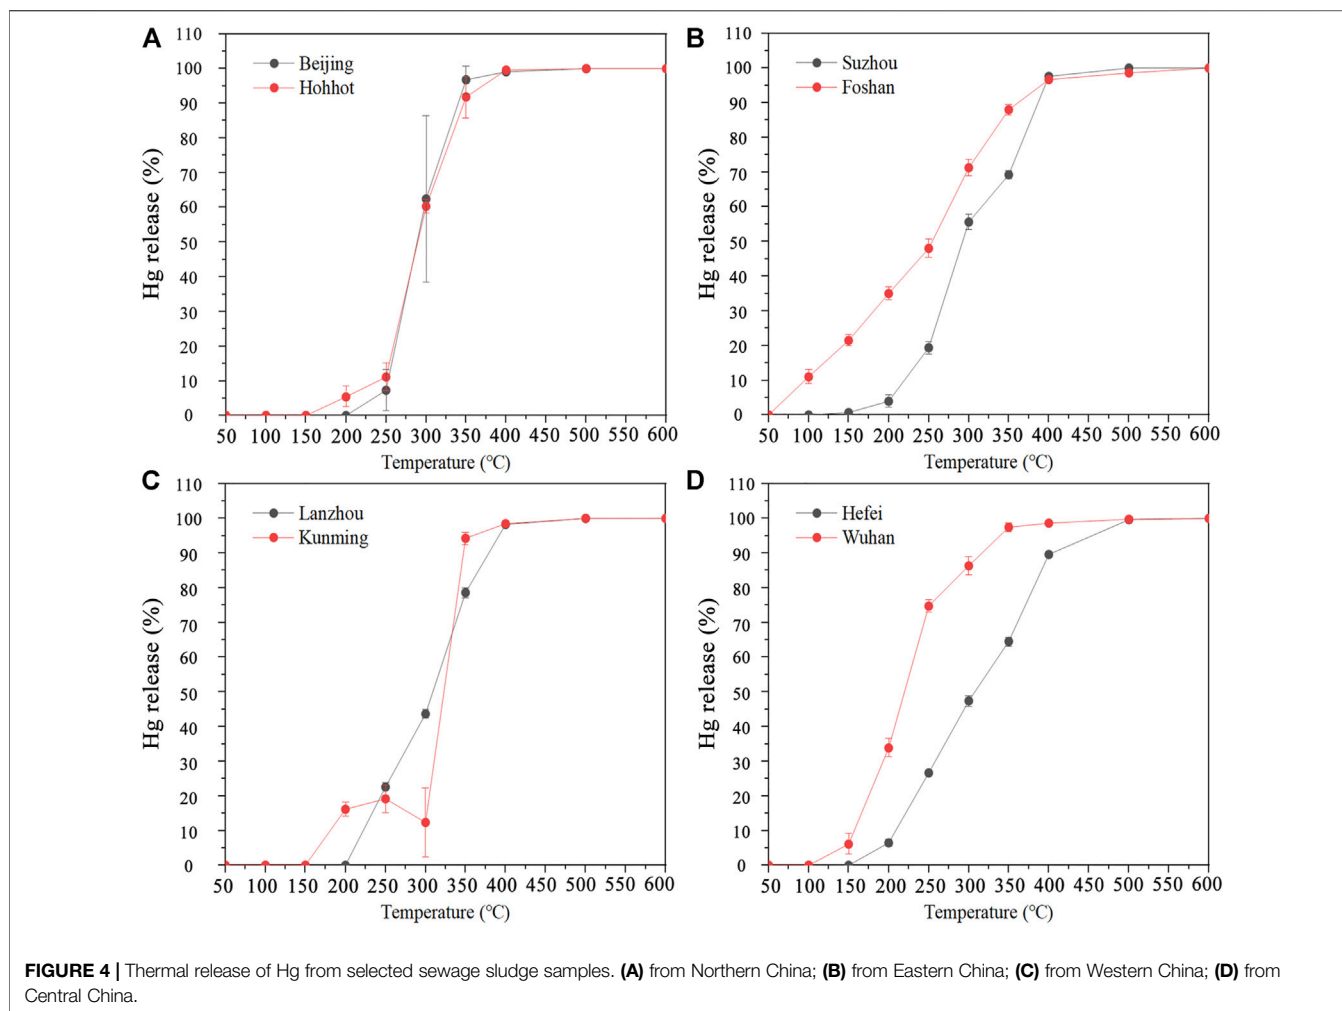 A
110
100
90
80
70
60
50
40
30
20
10
0
Hg release (%)
Beijing
Hohhot
50 100 150 200 250 300 350 400 450 500 550 600
Temperature (°C)
B
110
100
90
80
70
60
50
40
30
20
10
0
Hg release (%)
Suzhou
Foshan
50 100 150 200 250 300 350 400 450 500 550 600
Temperature (°C)
C
110
100
90
80
70
60
50
40
30
20
10
0
Hg release (%)
Lanzhou
Kunming
50 100 150 200 250 300 350 400 450 500 550 600
Temperature (°C)
D
110
100
90
80
70
60
50
40
30
20
10
0
Hg release (%)
Hefei
Wuhan
50 100 150 200 250 300 350 400 450 500 550 600
Temperature (°C)
FIGURE 4 | Thermal release of Hg from selected sewage sludge samples. (A) from Northern China; (B) from Eastern China; (C) from Western China; (D) from
Central China.